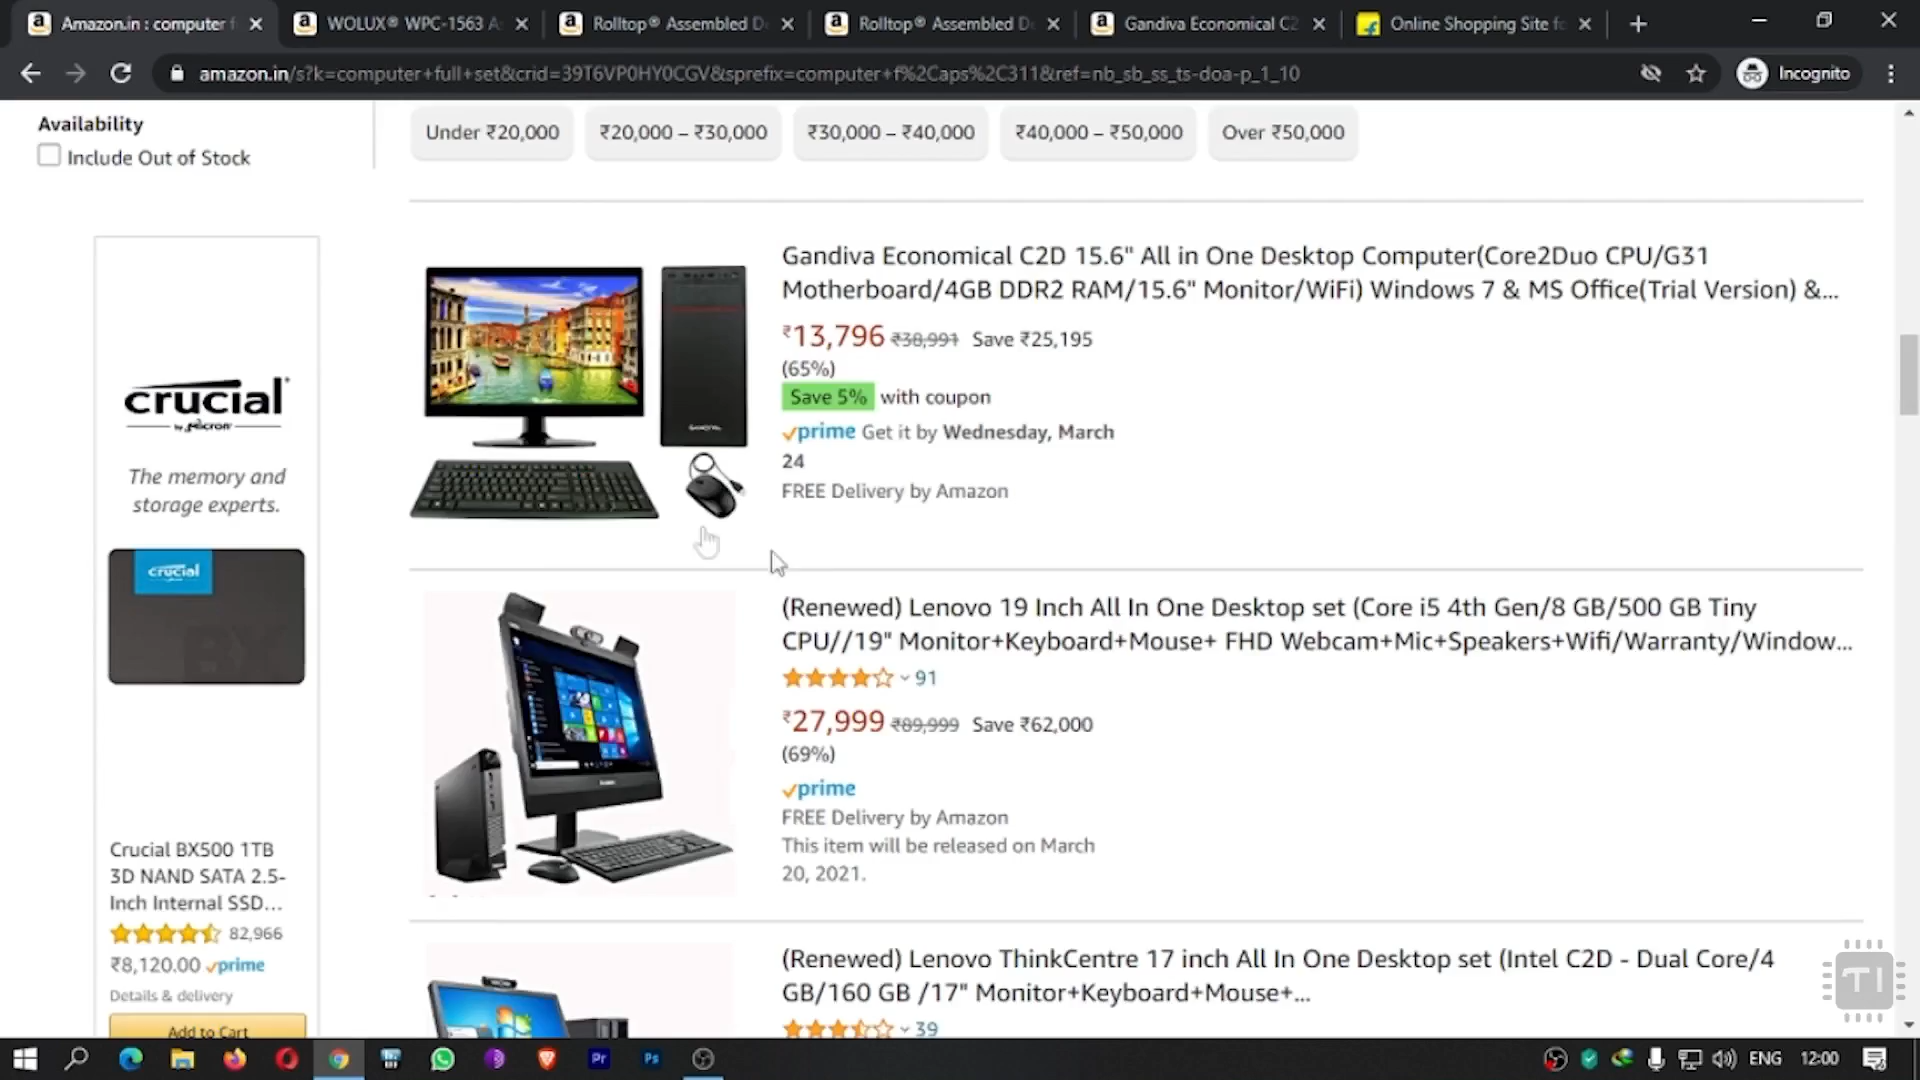 Amazon.in : computer f
WOLUX® WPC-1563 A
Rolltop® Assembled D
Rolltop® Assembled D
Gandiva Economical C2
Online Shopping Site fo
amazon.in/s?k=computer+full+set&crid=39T6VP0HY0CGV&sprefix=computer+f%2Caps%2C311&ref=nb_sb_ss_ts-doa-p_1_10
Incognito
Availability
Include Out of Stock
Under ₹20,000
₹20,000 – ₹30,000
₹30,000 – ₹40,000
₹40,000 – ₹50,000
Over ₹50,000
Gandiva Economical C2D 15.6" All in One Desktop Computer(Core2Duo CPU/G31
Motherboard/4GB DDR2 RAM/15.6" Monitor/WiFi) Windows 7 & MS Office(Trial Version) &...
₹13,796 ₹38,991 Save ₹25,195
(65%)
Save 5% with coupon
prime Get it by Wednesday, March
24
FREE Delivery by Amazon
(Renewed) Lenovo 19 Inch All In One Desktop set (Core i5 4th Gen/8 GB/500 GB Tiny
CPU//19" Monitor+Keyboard+Mouse+ FHD Webcam+Mic+Speakers+Wifi/Warranty/Window...
91
₹27,999 ₹89,999 Save ₹62,000
(69%)
prime
FREE Delivery by Amazon
This item will be released on March
20, 2021.
(Renewed) Lenovo ThinkCentre 17 inch All In One Desktop set (Intel C2D - Dual Core/4
GB/160 GB /17" Monitor+Keyboard+Mouse+...
39
crucial
by Micron
The memory and
storage experts.
crucial
BX
Crucial BX500 1TB
3D NAND SATA 2.5-
Inch Internal SSD...
82,966
₹8,120.00 prime
Details & delivery
Add to Cart
TI
Pr
Ps
ENG
12:00